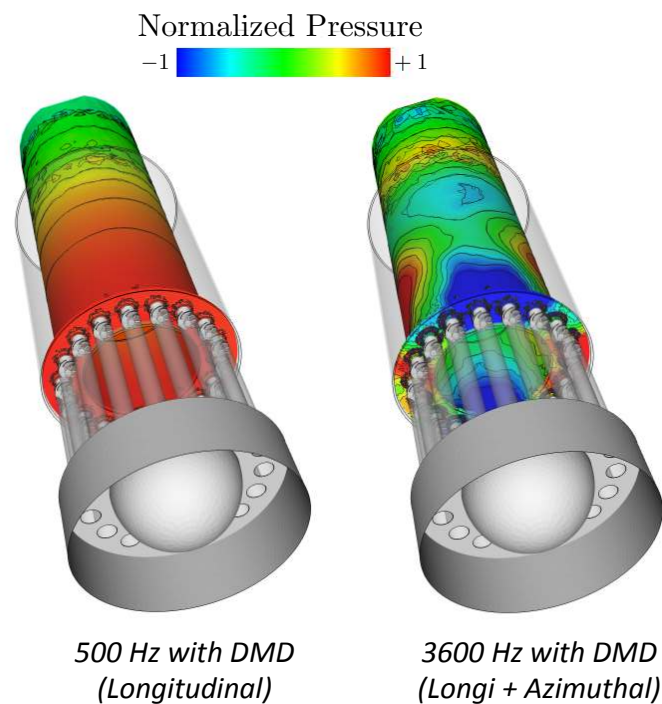 Normalized Pressure
−1 +1
500 Hz with DMD
(Longitudinal)
3600 Hz with DMD
(Longi + Azimuthal)